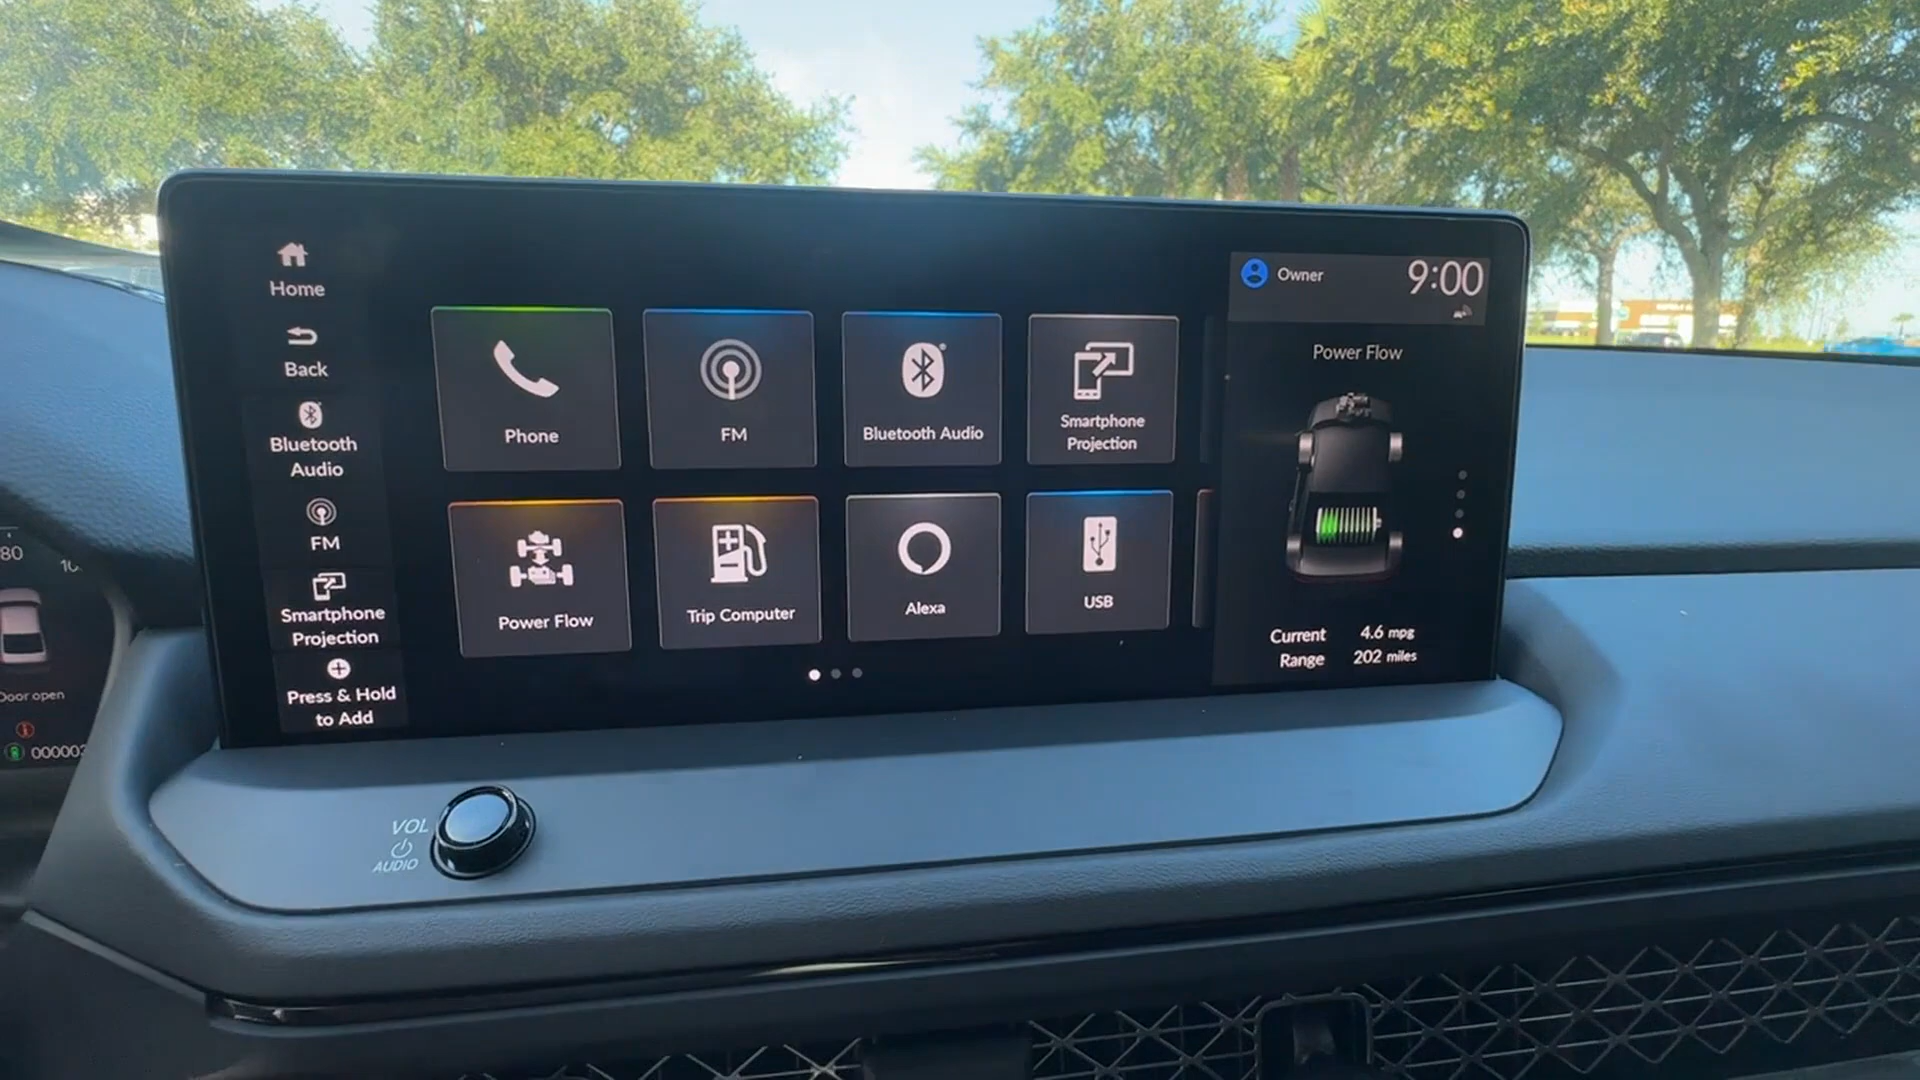 Home
Back
Bluetooth
Audio
FM
Smartphone
Projection
Press & Hold
to Add
Phone
FM
Bluetooth Audio
Smartphone
Projection
Power Flow
Trip Computer
Alexa
USB
Owner
9:00
Power Flow
Current 4.6 mpg
Range 202 miles
80
Door open
VOL
AUDIO